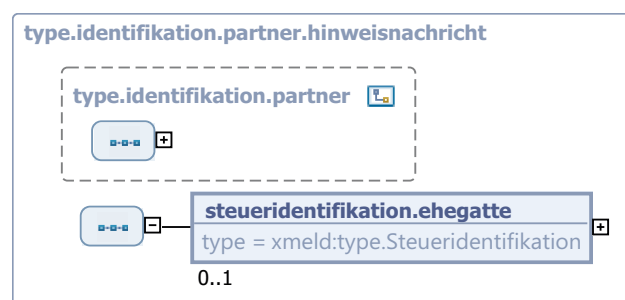 type.identifikation.partner.hinweisnachricht
type.identifikation.partner
steueridentifikation.ehegatte
type = xmeld:type.Steueridentifikation
0..1